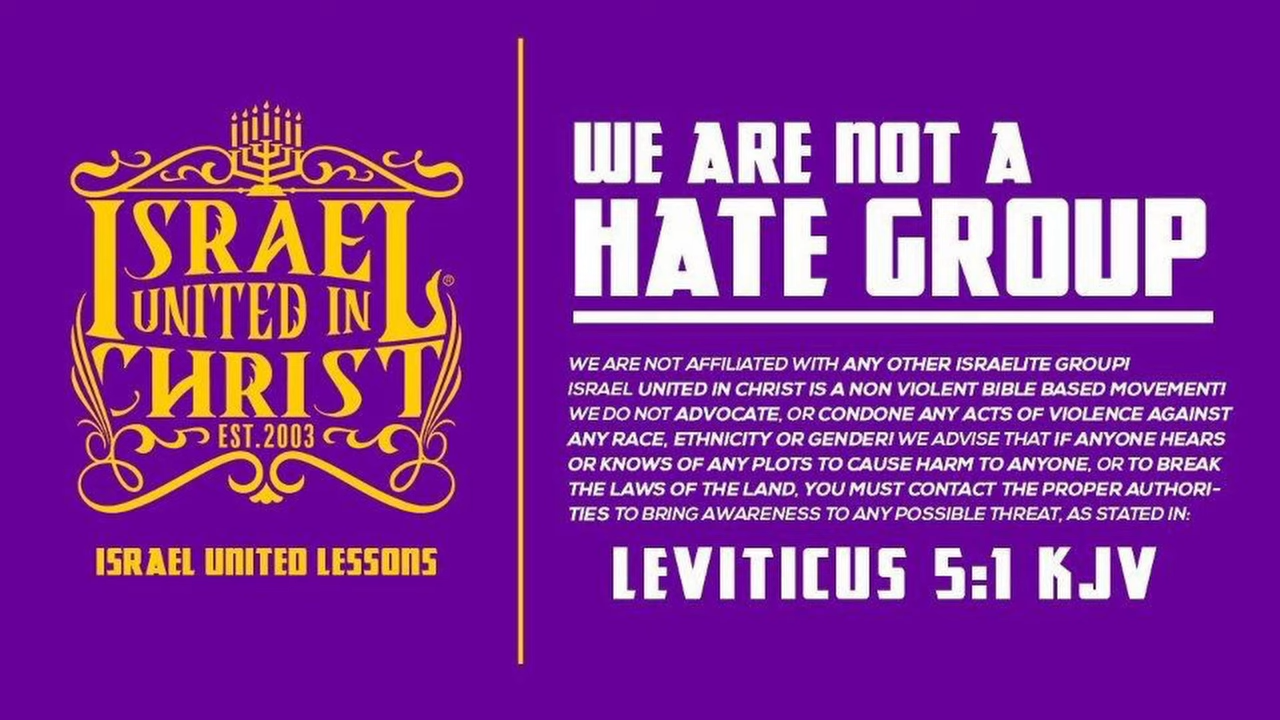 ISRAEL
UNITED IN
CHRIST
EST.2003
ISRAEL UNITED LESSONS
WE ARE NOT A
HATE GROUP
WE ARE NOT AFFILIATED WITH ANY OTHER ISRAELITE GROUP!
ISRAEL UNITED IN CHRIST IS A NON VIOLENT BIBLE BASED MOVEMENT!
WE DO NOT ADVOCATE, OR CONDONE ANY ACTS OF VIOLENCE AGAINST
ANY RACE, ETHNICITY OR GENDER! WE ADVISE THAT IF ANYONE HEARS
OR KNOWS OF ANY PLOTS TO CAUSE HARM TO ANYONE, OR TO BREAK
THE LAWS OF THE LAND, YOU MUST CONTACT THE PROPER AUTHORI-
TIES TO BRING AWARENESS TO ANY POSSIBLE THREAT, AS STATED IN:
LEVITICUS 5:1 KJV